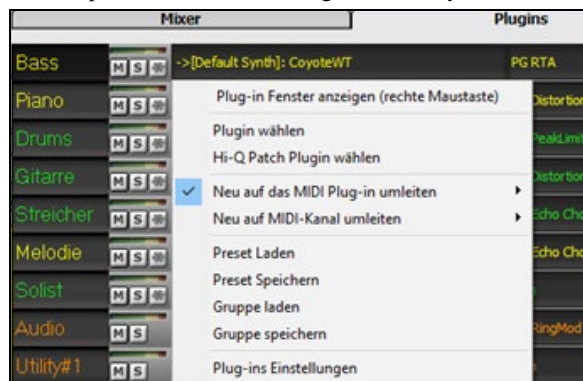 Mixer Plugins
Bass M S ->[Default Synth]: CoyoteWT PG RTA
Piano M S Plug-in Fenster anzeigen (rechte Maustaste) Distortion
Drums M S Plugin wählen PeakLimit
Hi-Q Patch Plugin wählen
Gitarre M S Neu auf das MIDI Plug-in umleiten Distortion
Streicher M S Neu auf MIDI-Kanal umleiten Echo Cho
Melodie M S Preset Laden Echo Cho
Preset Speichern
Solist M S Gruppe laden
Audio M S Gruppe speichern RingMod
Utility#1 M S Plug-ins Einstellungen